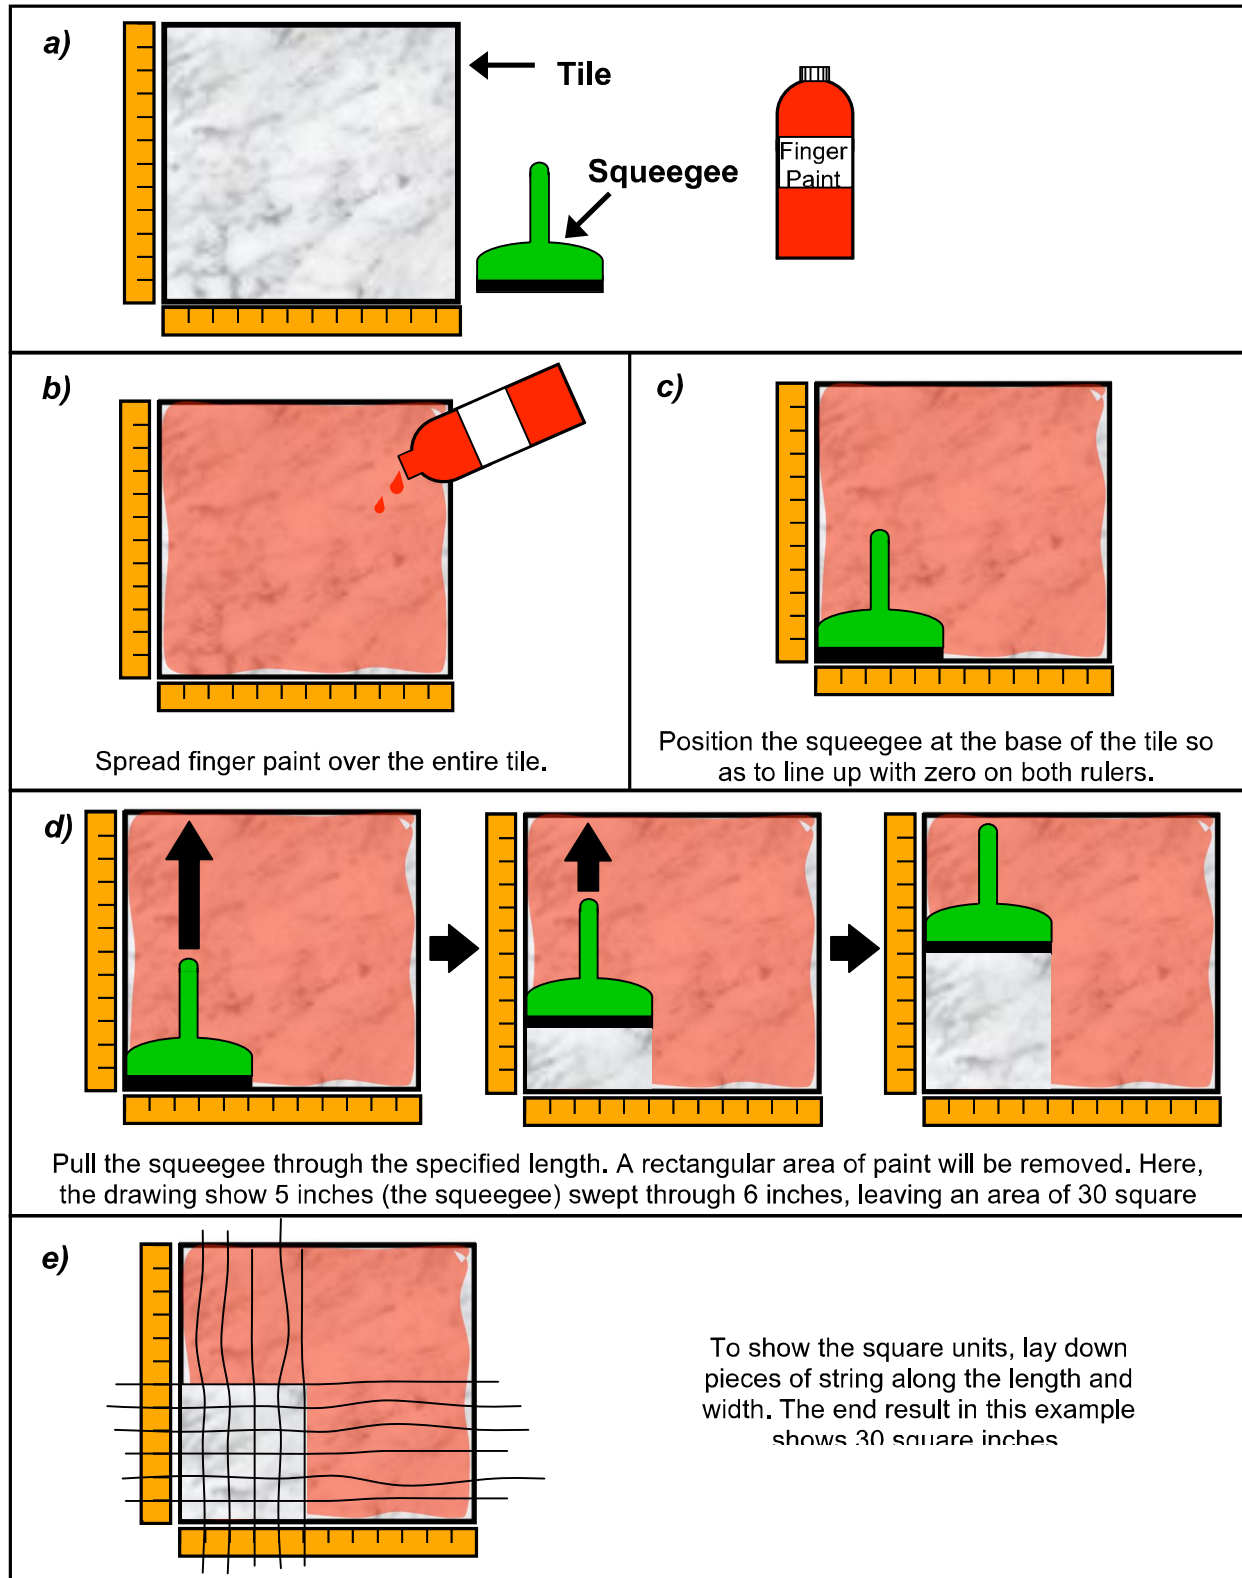 a)
Tile
Squeegee
Finger
Paint
b)
Spread finger paint over the entire tile.
c)
Position the squeegee at the base of the tile so
as to line up with zero on both rulers.
d)
Pull the squeegee through the specified length. A rectangular area of paint will be removed. Here,
the drawing show 5 inches (the squeegee) swept through 6 inches, leaving an area of 30 square
e)
To show the square units, lay down
pieces of string along the length and
width. The end result in this example
shows 30 square inches